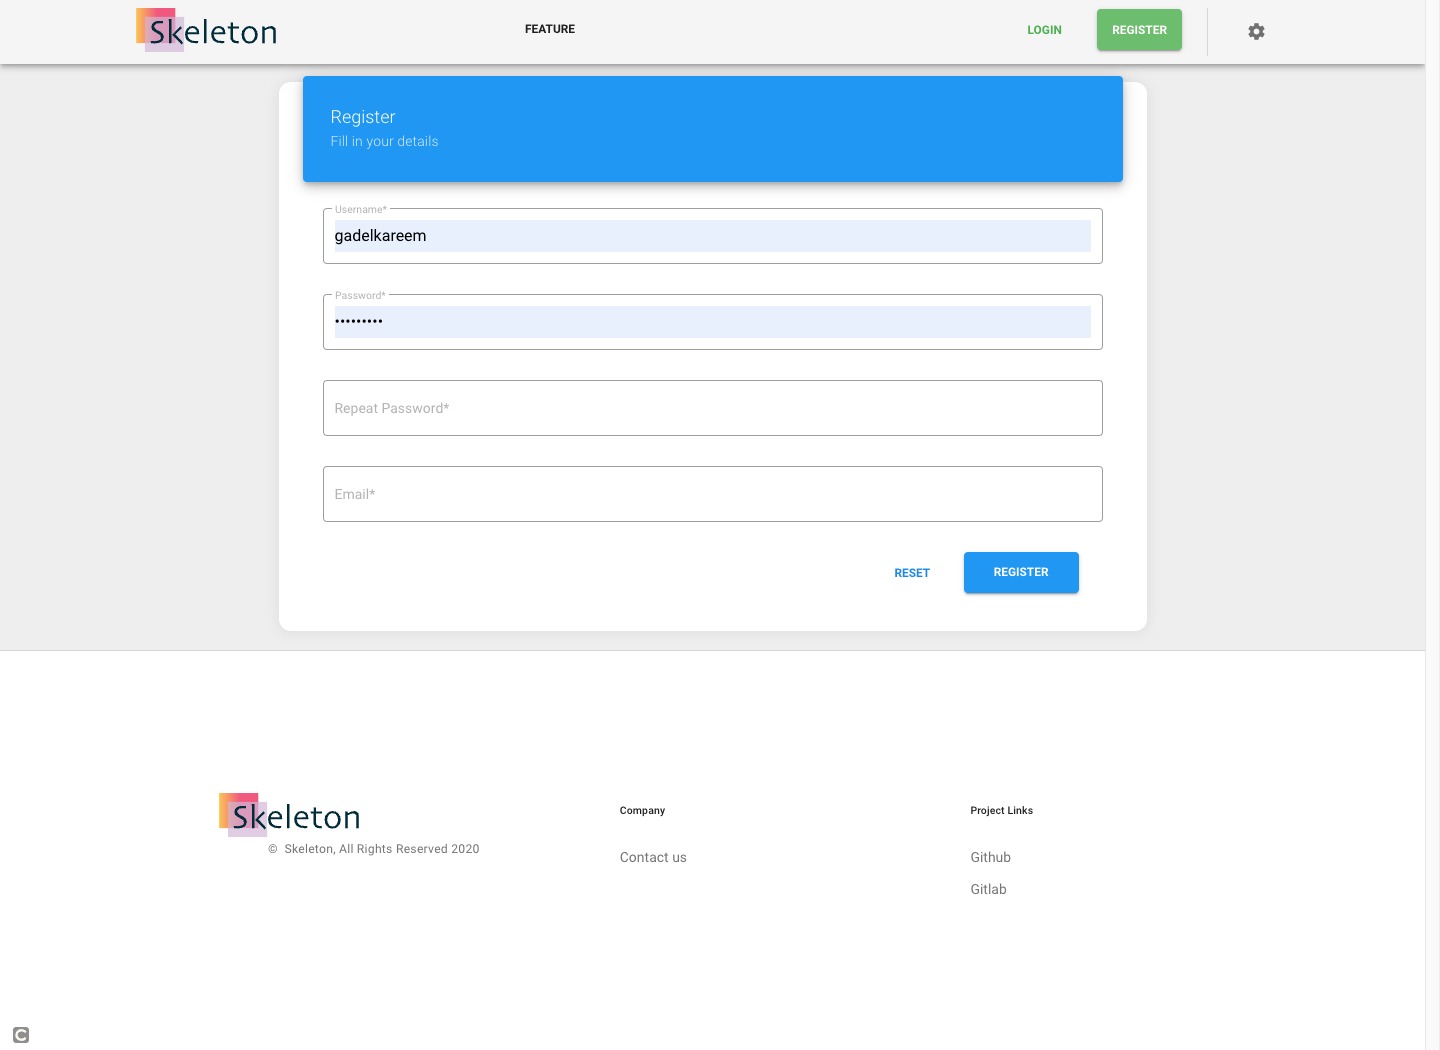 Skeleton
FEATURE
LOGIN
REGISTER
Register
Fill in your details
Username*
gadelkareem
Password*
•••••••••
Repeat Password*
Email*
RESET
REGISTER
Skeleton
© Skeleton, All Rights Reserved 2020
Company
Contact us
Project Links
Github
Gitlab
C